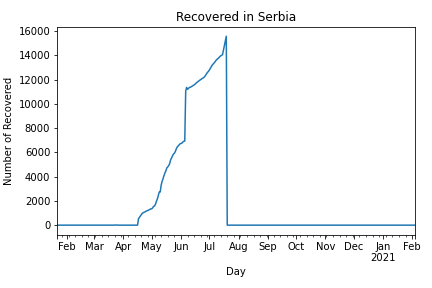 Recovered in Serbia
16000
14000
12000
10000
8000
6000
4000
2000
0
Number of Recovered
Feb Mar Apr May Jun Jul Aug Sep Oct Nov Dec Jan Feb
2021
Day